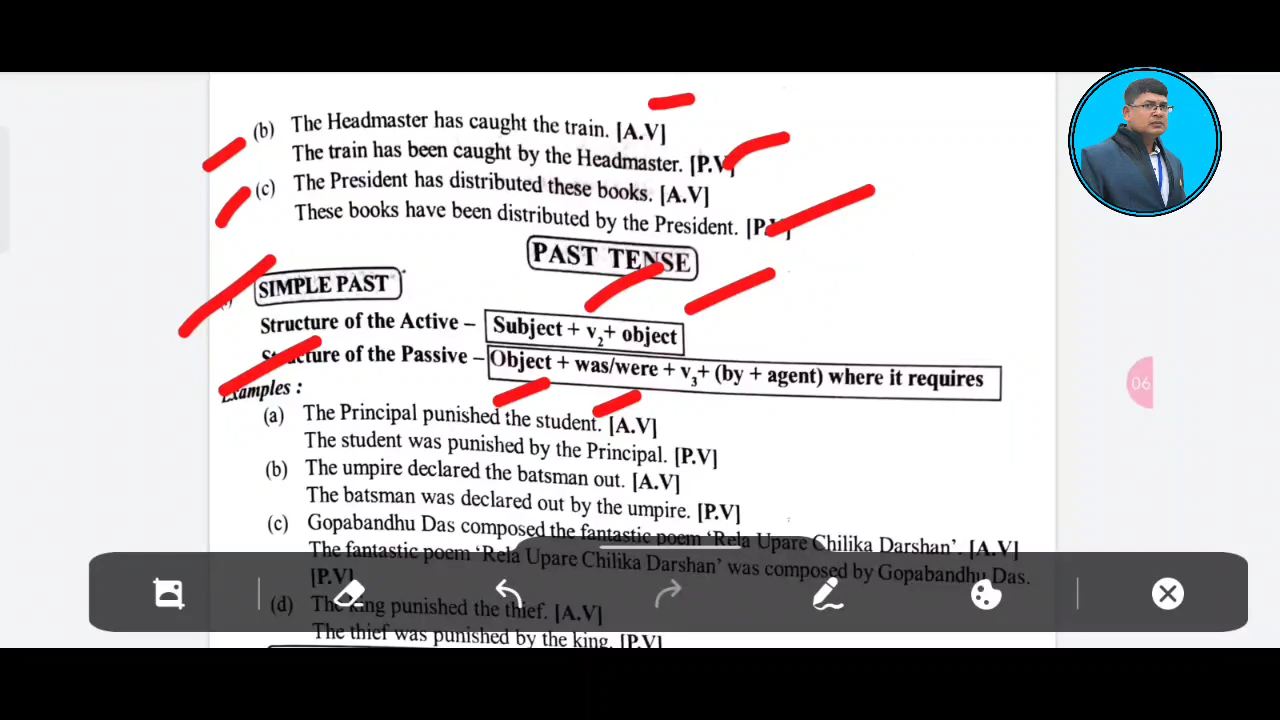 (b) The Headmaster has caught the train. [A.V]
The train has been caught by the Headmaster. [P.V]
(c) The President has distributed these books. [A.V]
These books have been distributed by the President. [P.V]
PAST TENSE
SIMPLE PAST
Structure of the Active – Subject + v2 + object
Structure of the Passive – Object + was/were + v3 + (by + agent) where it requires
Examples :
(a) The Principal punished the student. [A.V]
The student was punished by the Principal. [P.V]
(b) The umpire declared the batsman out. [A.V]
The batsman was declared out by the umpire. [P.V]
(c) Gopabandhu Das composed the fantastic poem ‘Rela Upare Chilika Darshan’. [A.V]
The fantastic poem ‘Rela Upare Chilika Darshan’ was composed by Gopabandhu Das.
[P.V]
(d) The king punished the thief. [A.V]
The thief was punished by the king. [P.V]
06